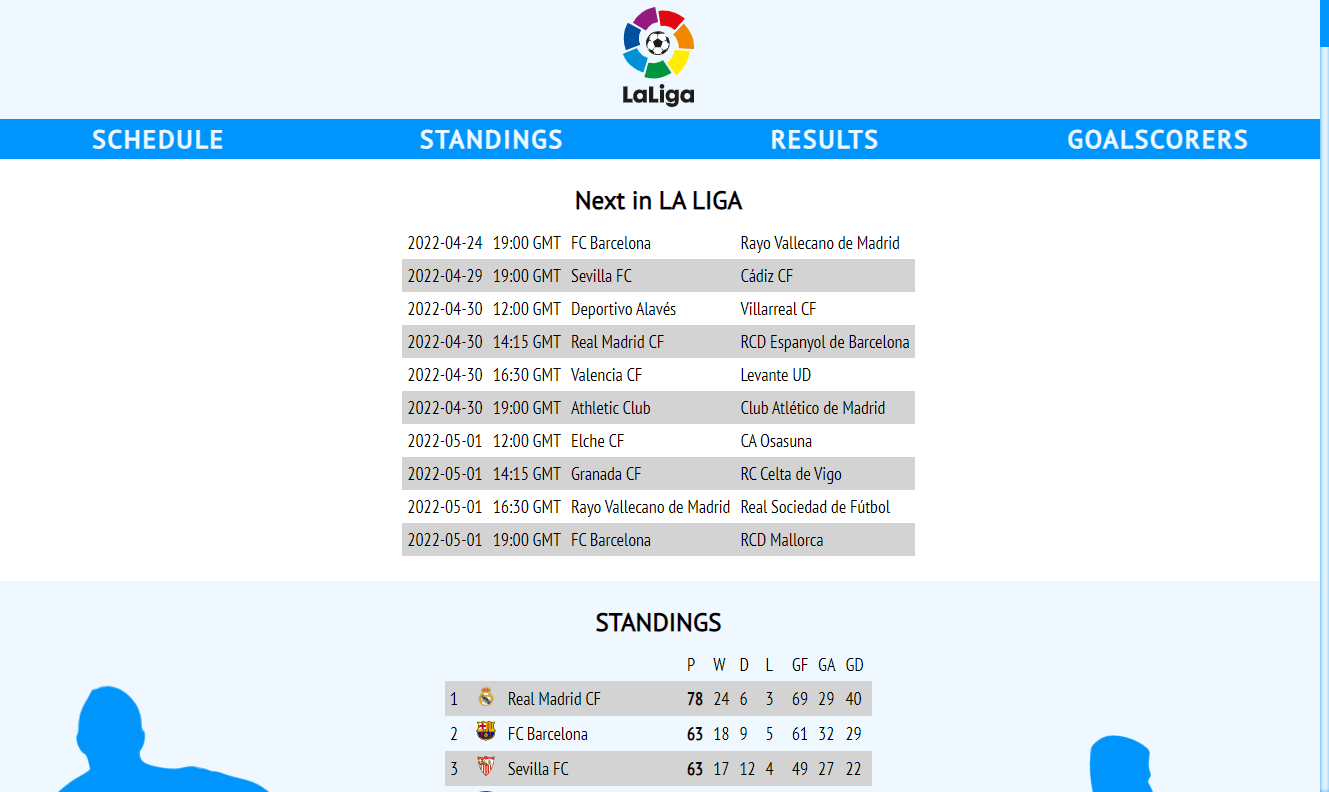 LaLiga
SCHEDULE STANDINGS RESULTS GOALSCORERS
Next in LA LIGA
2022-04-24 19:00 GMT FC Barcelona Rayo Vallecano de Madrid
2022-04-29 19:00 GMT Sevilla FC Cádiz CF
2022-04-30 12:00 GMT Deportivo Alavés Villarreal CF
2022-04-30 14:15 GMT Real Madrid CF RCD Espanyol de Barcelona
2022-04-30 16:30 GMT Valencia CF Levante UD
2022-04-30 19:00 GMT Athletic Club Club Atlético de Madrid
2022-05-01 12:00 GMT Elche CF CA Osasuna
2022-05-01 14:15 GMT Granada CF RC Celta de Vigo
2022-05-01 16:30 GMT Rayo Vallecano de Madrid Real Sociedad de Fútbol
2022-05-01 19:00 GMT FC Barcelona RCD Mallorca
STANDINGS
P W D L GF GA GD
1 Real Madrid CF 78 24 6 3 69 29 40
2 FC Barcelona 63 18 9 5 61 32 29
3 Sevilla FC 63 17 12 4 49 27 22